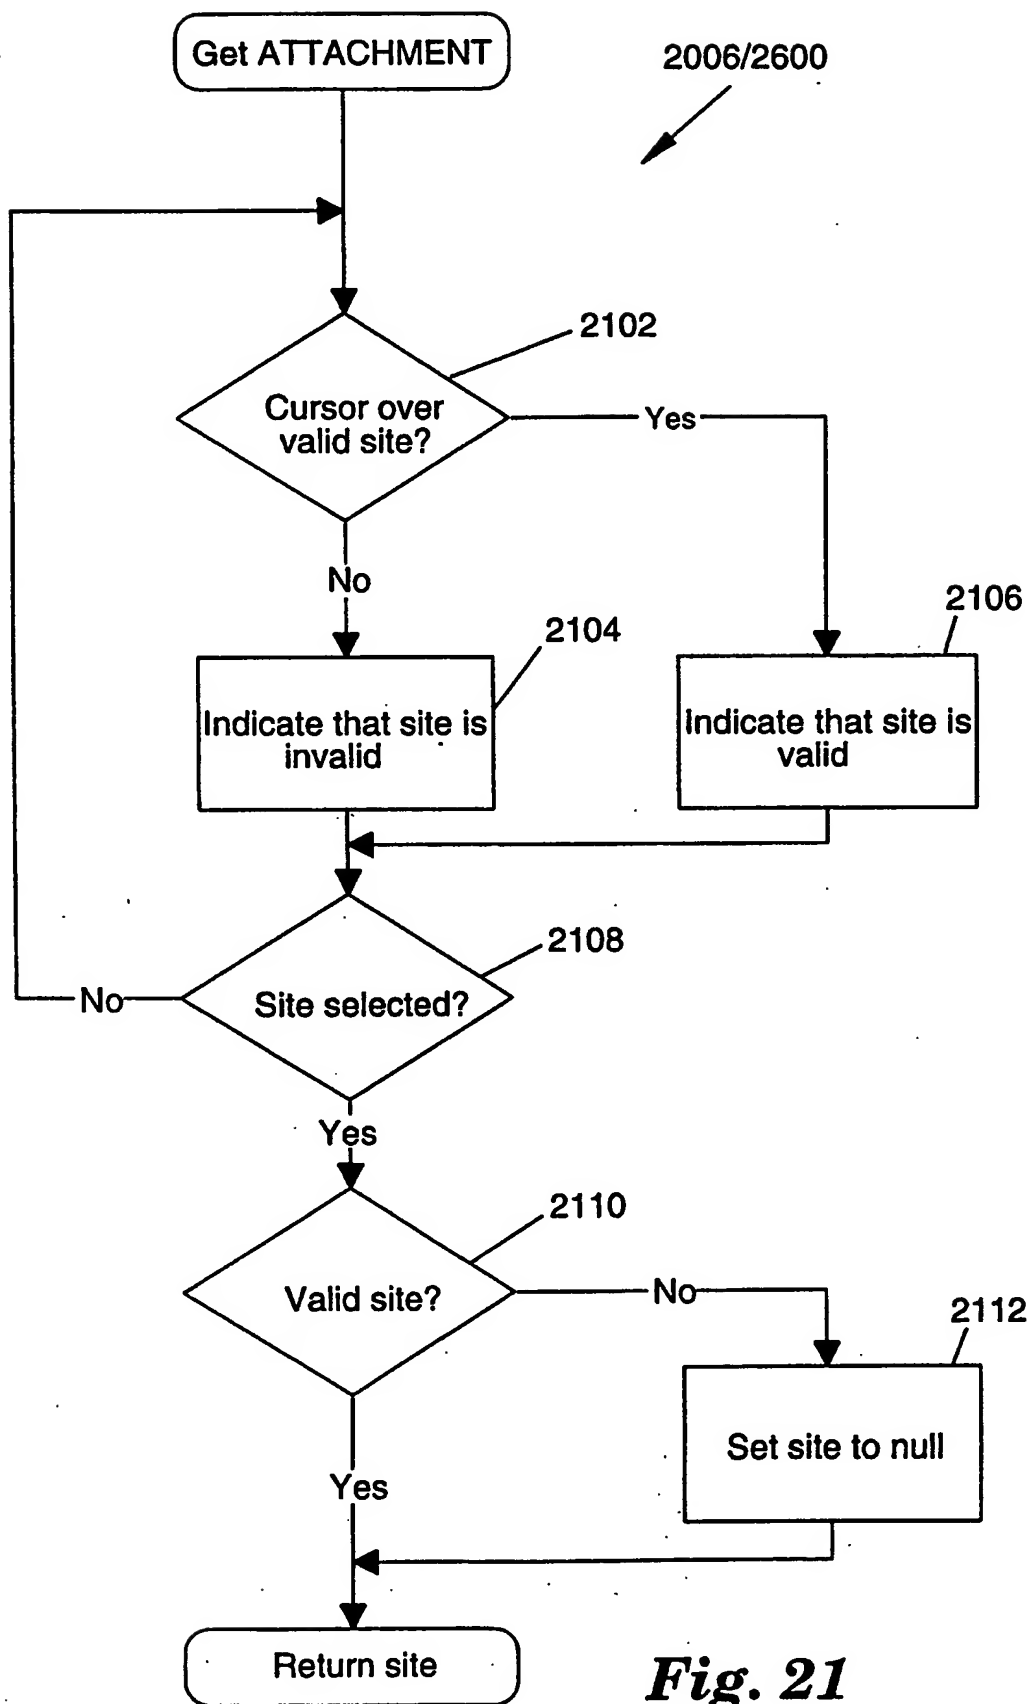 Get ATTACHMENT
2006/2600
2102
Cursor over
valid site?
Yes
No
2104
2106
Indicate that site is
invalid
Indicate that site is
valid
2108
Site selected?
No
Yes
2110
Valid site?
No
2112
Set site to null
Yes
Return site
Fig. 21